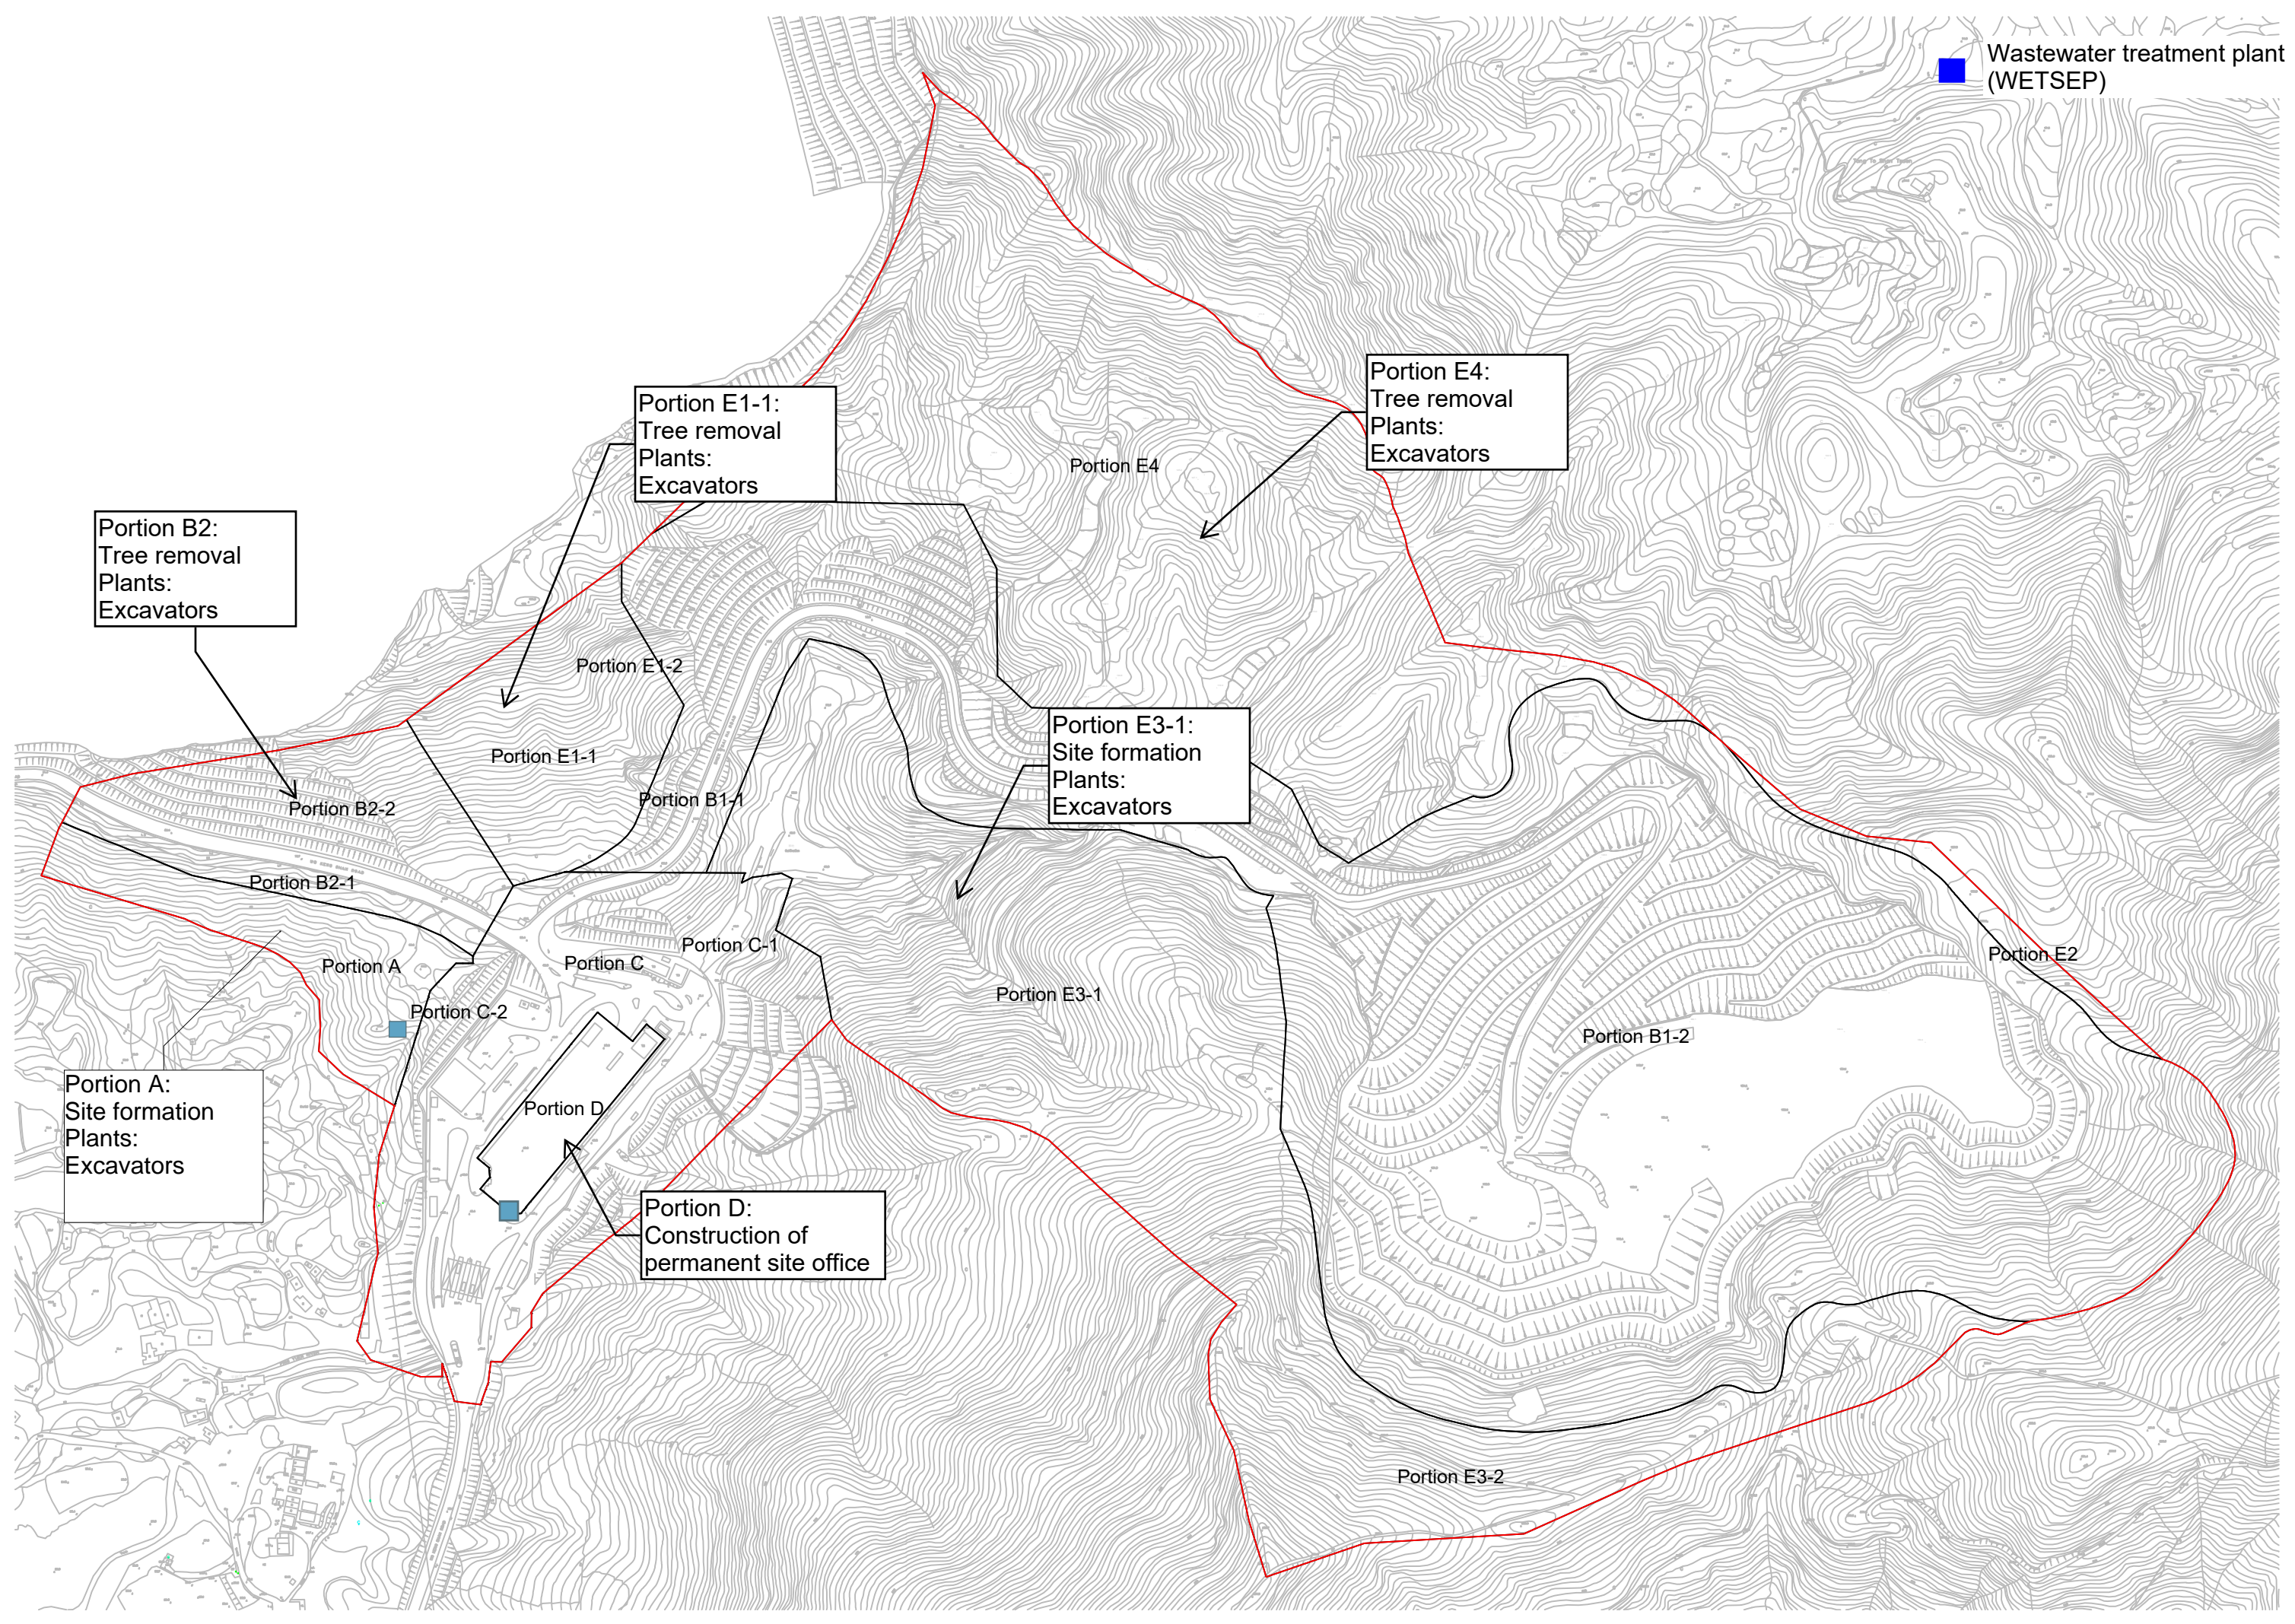 Wastewater treatment plant
(WETSEP)
Portion E4:
Tree removal
Plants:
Excavators
Portion E1-1:
Tree removal
Plants:
Excavators
Portion E4
Portion B2:
Tree removal
Plants:
Excavators
Portion E1-2
Portion E3-1:
Site formation
Plants:
Excavators
Portion E1-1
Portion B1-1
Portion B2-2
Portion B2-1
Portion C-1
Portion C
Portion A
Portion E2
Portion E3-1
Portion C-2
Portion B1-2
Portion A:
Site formation
Plants:
Excavators
Portion D
Portion D:
Construction of
permanent site office
Portion E3-2